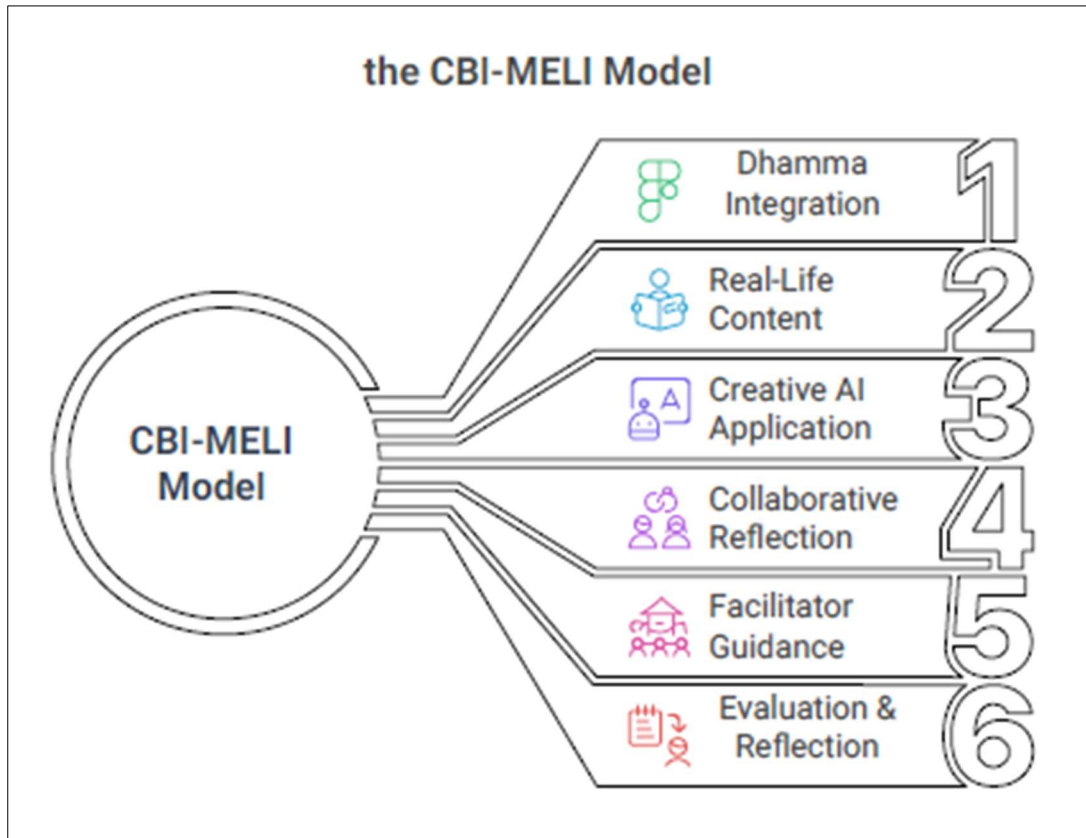 the CBI-MELI Model
CBI-MELI
Model
Dhamma
Integration
1
Real-Life
Content
2
Creative AI
Application
3
Collaborative
Reflection
4
Facilitator
Guidance
5
Evaluation &
Reflection
6